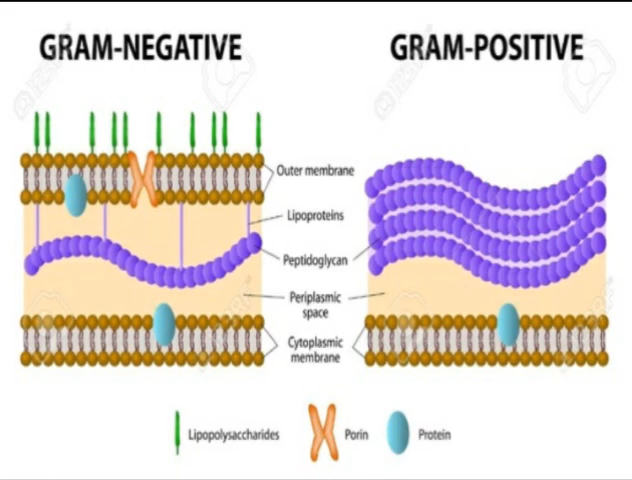 GRAM-NEGATIVE
GRAM-POSITIVE
Outer membrane
Lipoproteins
Peptidoglycan
Periplasmic
space
Cytoplasmic
membrane
Lipopolysaccharides
Porin
Protein